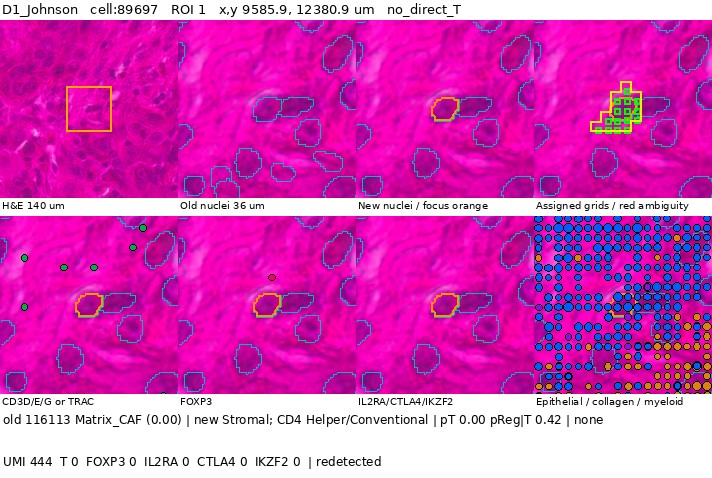 D1_Johnson cell:89697 ROI 1 x,y 9585.9, 12380.9 um no_direct_T
H&E 140 um
Old nuclei 36 um
New nuclei / focus orange
Assigned grids / red ambiguity
CD3D/E/G or TRAC
FOXP3
IL2RA/CTLA4/IKZF2
Epithelial / collagen / myeloid
old 116113 Matrix_CAF (0.00) | new Stromal; CD4 Helper/Conventional | pT 0.00 pReg|T 0.42 | none
UMI 444 T 0 FOXP3 0 IL2RA 0 CTLA4 0 IKZF2 0 | redetected